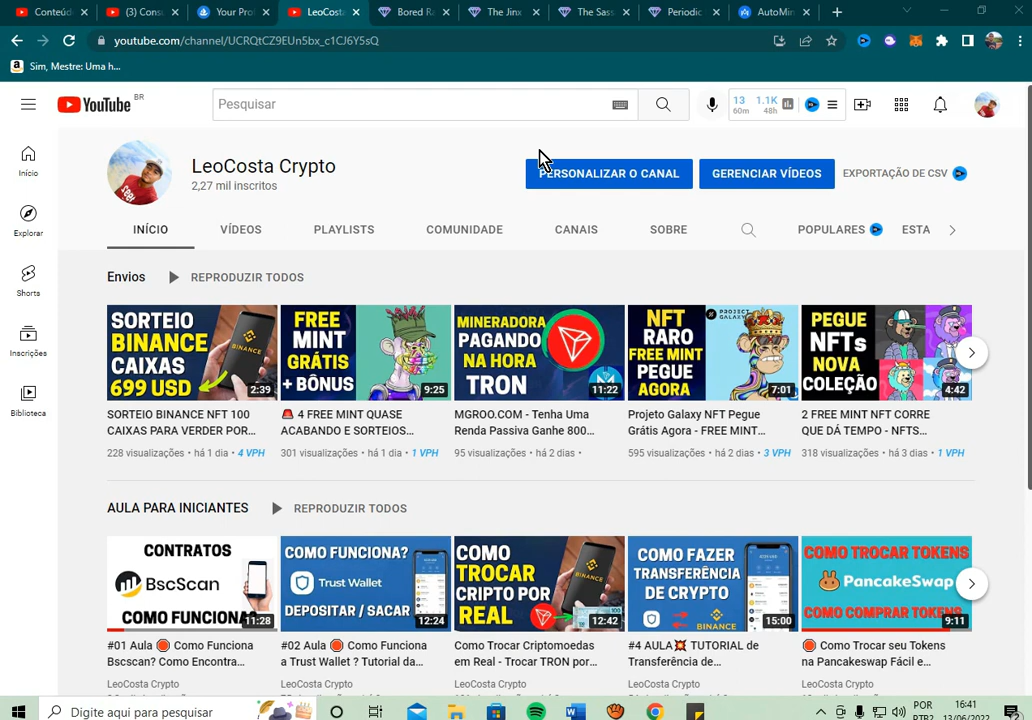 Conteúd
(3) Consu
Your Pro
LeoCosta
Bored R
The Jinx
The Sass
Periodic
AutoMin
youtube.com/channel/UCRQtCZ9EUn5bx_c1CJ6Y5sQ
Sim, Mestre: Uma h...
YouTube BR
Pesquisar
13 60m 1.1K 48h
LeoCosta Crypto
2,27 mil inscritos
PERSONALIZAR O CANAL
GERENCIAR VÍDEOS
EXPORTAÇÃO DE CSV
Início
Explorar
Shorts
Inscrições
Biblioteca
INÍCIO
VÍDEOS
PLAYLISTS
COMUNIDADE
CANAIS
SOBRE
POPULARES
ESTA
Envios
REPRODUZIR TODOS
SORTEIO
BINANCE
CAIXAS
699 USD
BINANCE
2:39
FREE
MINT
GRÁTIS
+ BÔNUS
9:25
MINERADORA
PAGANDO
NA HORA
TRON
11:22
NFT
RARO
FREE MINT
PEGUE
AGORA
PROJECT
GALAXY
7:01
PEGUE
NFTs
NOVA
COLEÇÃO
4:42
SORTEIO BINANCE NFT 100
CAIXAS PARA VERDER POR...
228 visualizações • há 1 dia • 4 VPH
🚨 4 FREE MINT QUASE
ACABANDO E SORTEIOS...
301 visualizações • há 1 dia • 1 VPH
MGROO.COM - Tenha Uma
Renda Passiva Ganhe 800...
95 visualizações • há 2 dias •
Projeto Galaxy NFT Pegue
Grátis Agora - FREE MINT...
595 visualizações • há 2 dias • 3 VPH
2 FREE MINT NFT CORRE
QUE DÁ TEMPO - NFTS...
318 visualizações • há 3 dias • 1 VPH
AULA PARA INICIANTES
REPRODUZIR TODOS
CONTRATOS
BscScan
COMO FUNCIONA
11:28
COMO FUNCIONA?
Trust Wallet
DEPOSITAR / SACAR
12:24
COMO
TROCAR
CRIPTO POR
REAL
BINANCE
12:42
COMO FAZER
TRANSFERÊNCIA
DE CRYPTO
BINANCE
15:00
COMO TROCAR TOKENS
PancakeSwap
COMO COMPRAR TOKENS
9:11
#01 Aula 🛑 Como Funciona
Bscscan? Como Encontra...
LeoCosta Crypto
#02 Aula 🛑 Como Funciona
a Trust Wallet ? Tutorial da...
LeoCosta Crypto
Como Trocar Criptomoedas
em Real - Trocar TRON por...
LeoCosta Crypto
#4 AULA💥 TUTORIAL de
Transferência de...
LeoCosta Crypto
🛑 Como Trocar seu Tokens
na Pancakeswap Fácil e...
LeoCosta Crypto
Digite aqui para pesquisar
POR
PTB2
16:41
13/06/2022